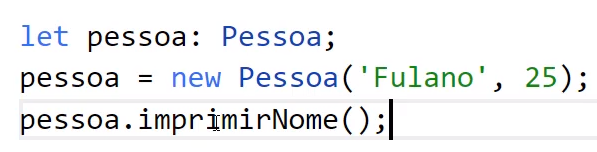 let pessoa: Pessoa;
pessoa = new Pessoa('Fulano', 25);
pessoa.imprimirNome();